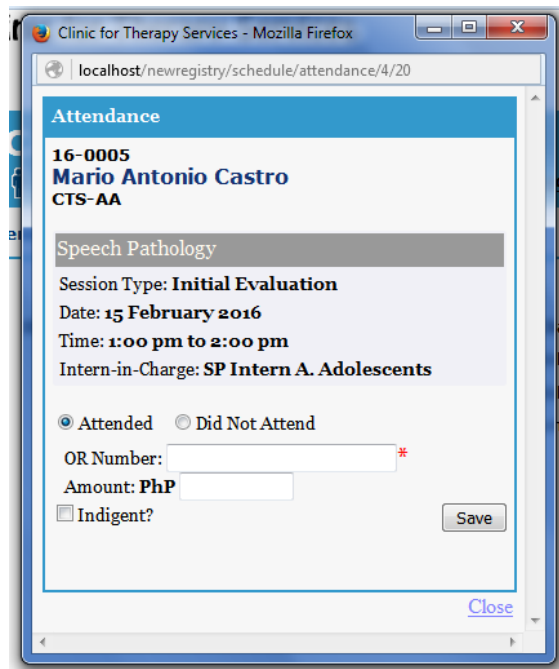 Clinic for Therapy Services - Mozilla Firefox
localhost/newregistry/schedule/attendance/4/20
Attendance
16-0005
Mario Antonio Castro
CTS-AA
Speech Pathology
Session Type: Initial Evaluation
Date: 15 February 2016
Time: 1:00 pm to 2:00 pm
Intern-in-Charge: SP Intern A. Adolescents
Attended Did Not Attend
OR Number: *
Amount: PhP
Indigent? Save
Close